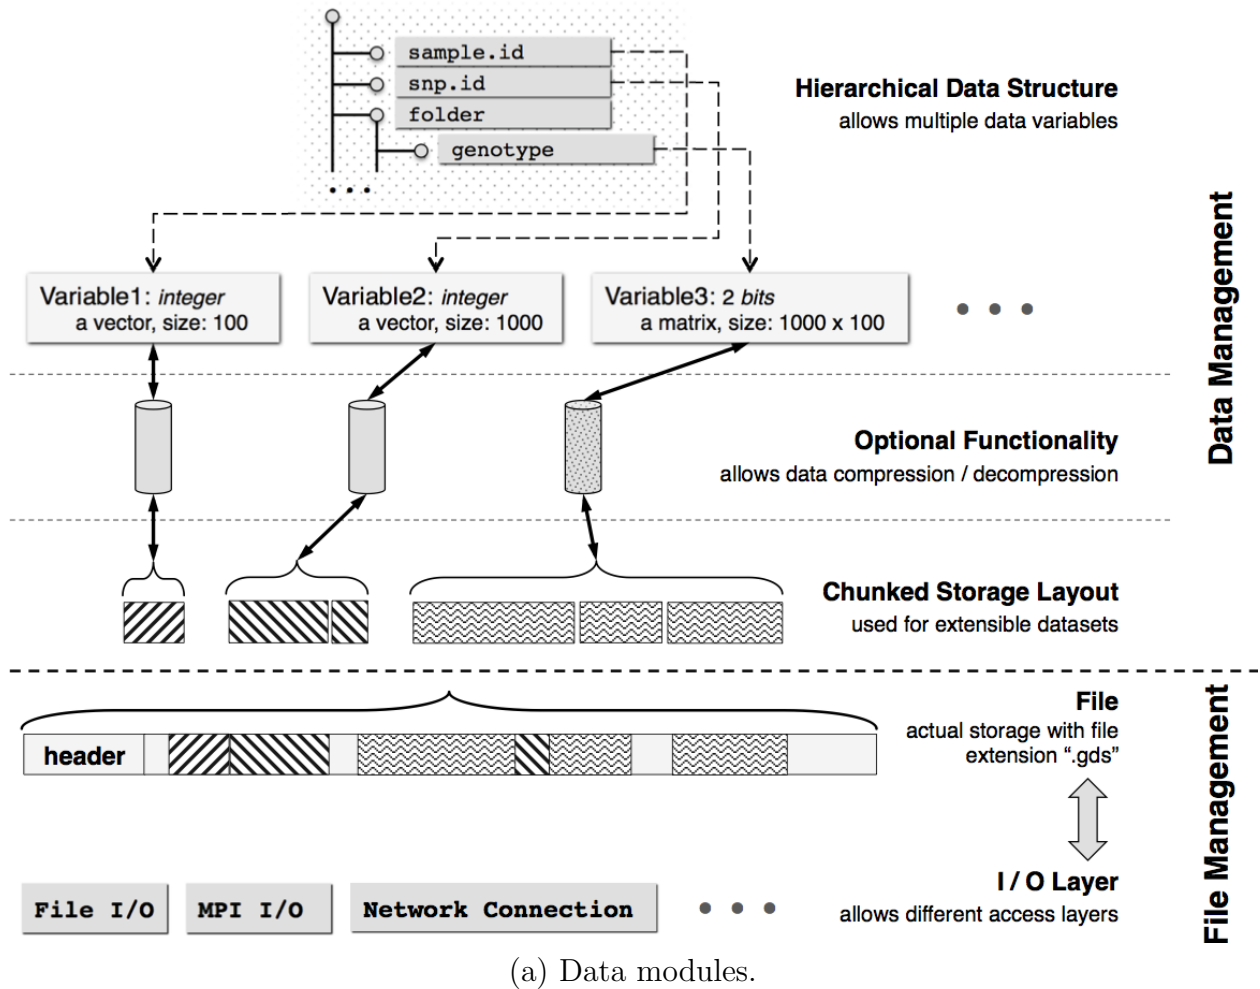 sample.id
snp.id
folder
genotype
Hierarchical Data Structure
allows multiple data variables
Variable1: integer
a vector, size: 100
Variable2: integer
a vector, size: 1000
Variable3: 2 bits
a matrix, size: 1000 x 100
Data Management
Optional Functionality
allows data compression / decompression
Chunked Storage Layout
used for extensible datasets
header
File
actual storage with file
extension “.gds”
File Management
I / O Layer
allows different access layers
File I/O
MPI I/O
Network Connection
(a) Data modules.